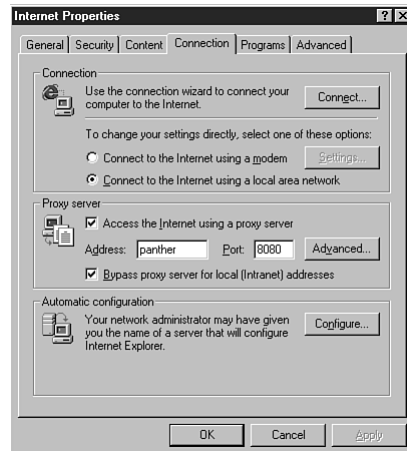 Internet Properties
General Security Content Connection Programs Advanced
Connection
Use the connection wizard to connect your
computer to the Internet.
Connect...
To change your settings directly, select one of these options:
Connect to the Internet using a modem
Settings...
Connect to the Internet using a local area network
Proxy server
Access the Internet using a proxy server
Address: panther Port: 8080 Advanced...
Bypass proxy server for local (Intranet) addresses
Automatic configuration
Your network administrator may have given
you the name of a server that will configure
Internet Explorer.
Configure...
OK Cancel Apply